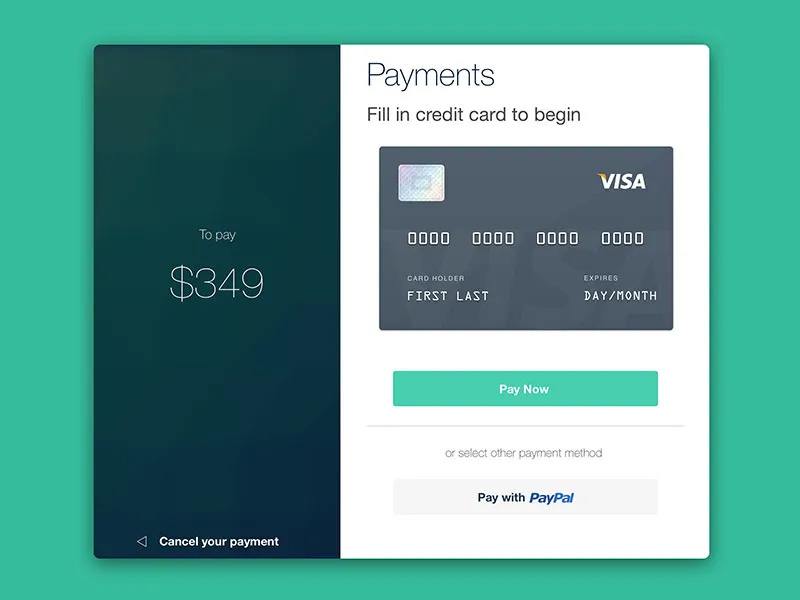 To pay
$349
Cancel your payment
Payments
Fill in credit card to begin
VISA
0000 0000 0000 0000
CARD HOLDER EXPIRES
FIRST LAST DAY/MONTH
Pay Now
or select other payment method
Pay with PayPal